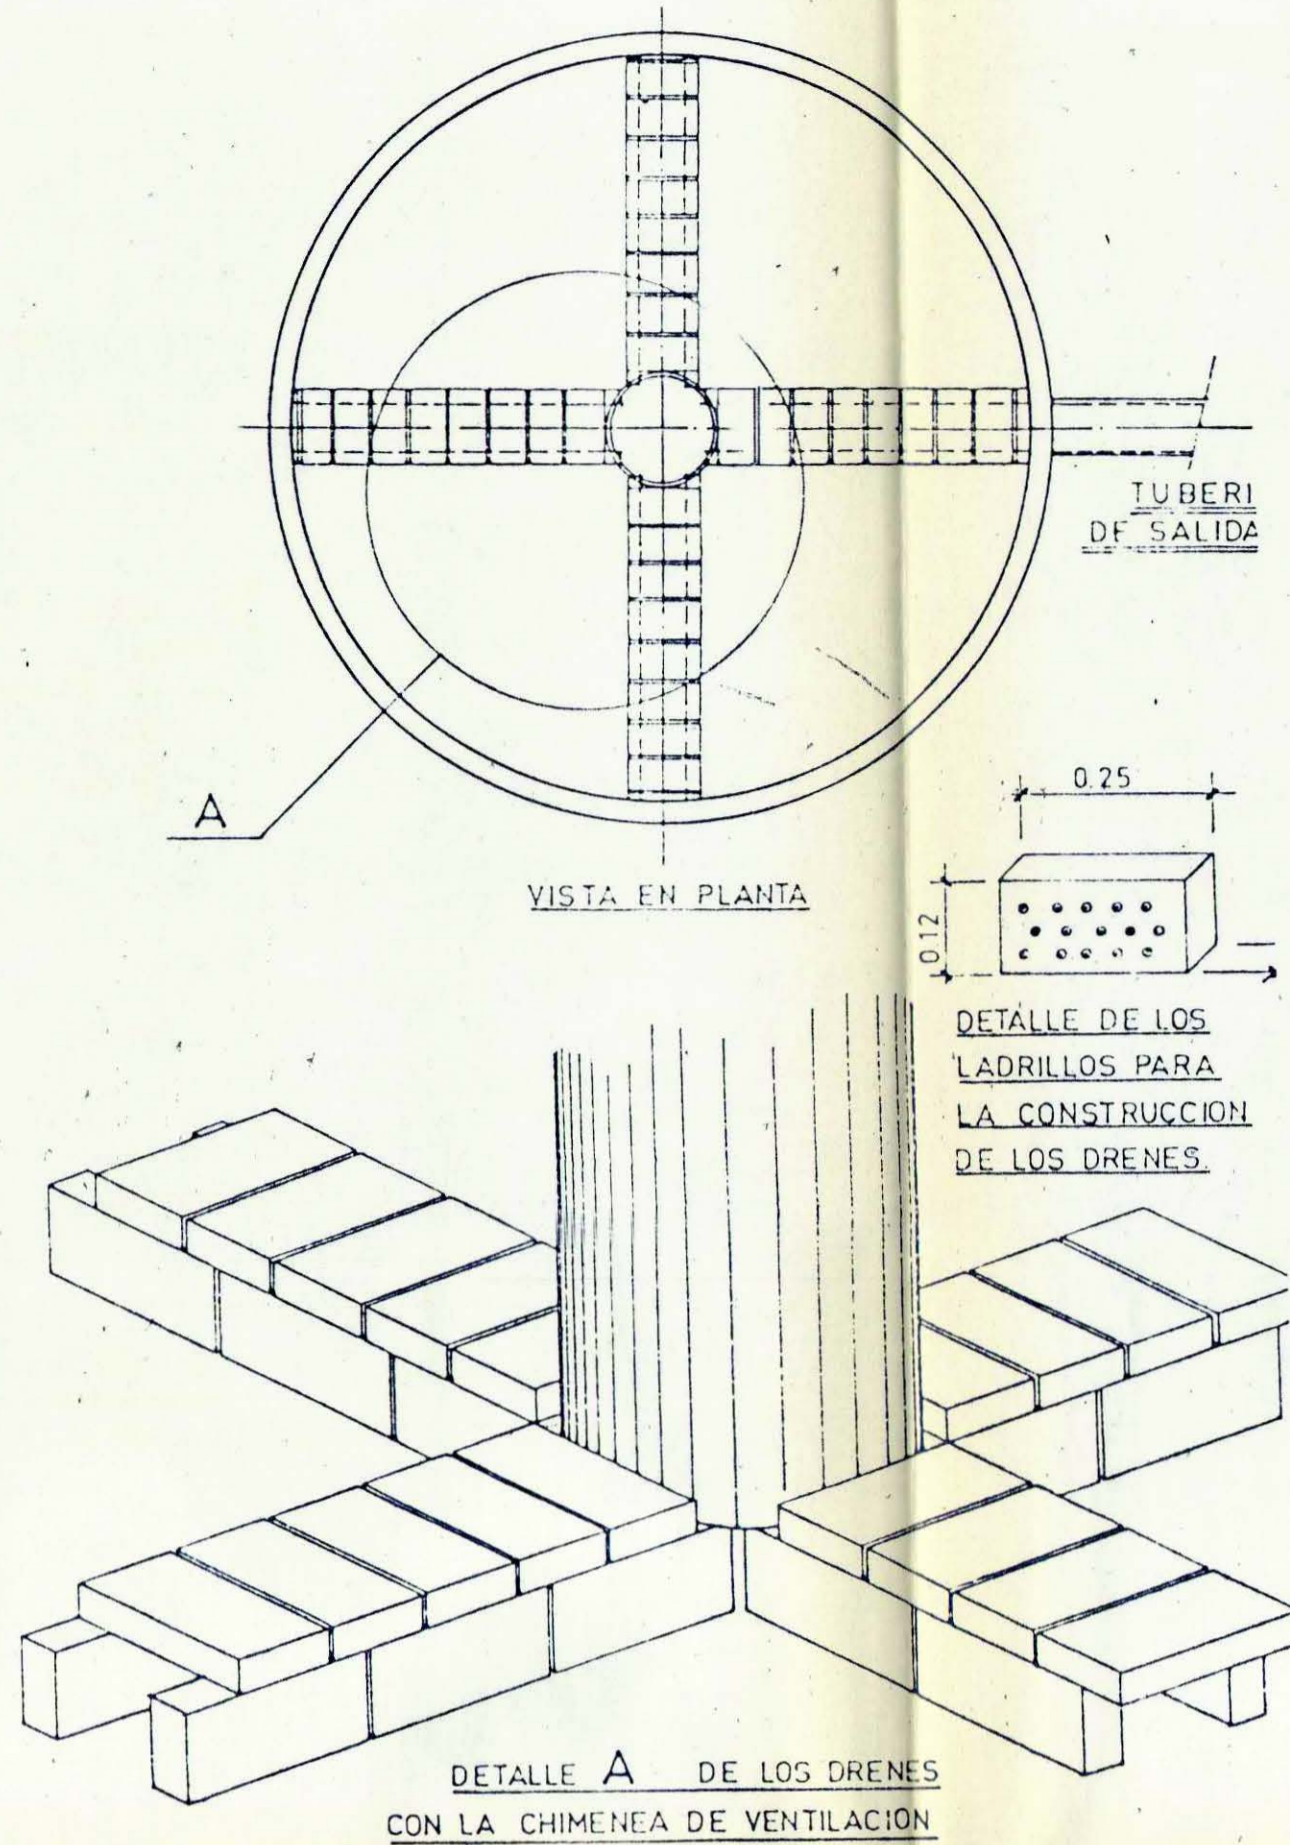 TUBERI
DE SALIDA
A
VISTA EN PLANTA
0.25
0.12
DETALLE DE LOS
LADRILLOS PARA
LA CONSTRUCCION
DE LOS DRENES.
DETALLE A DE LOS DRENES
CON LA CHIMENEA DE VENTILACION